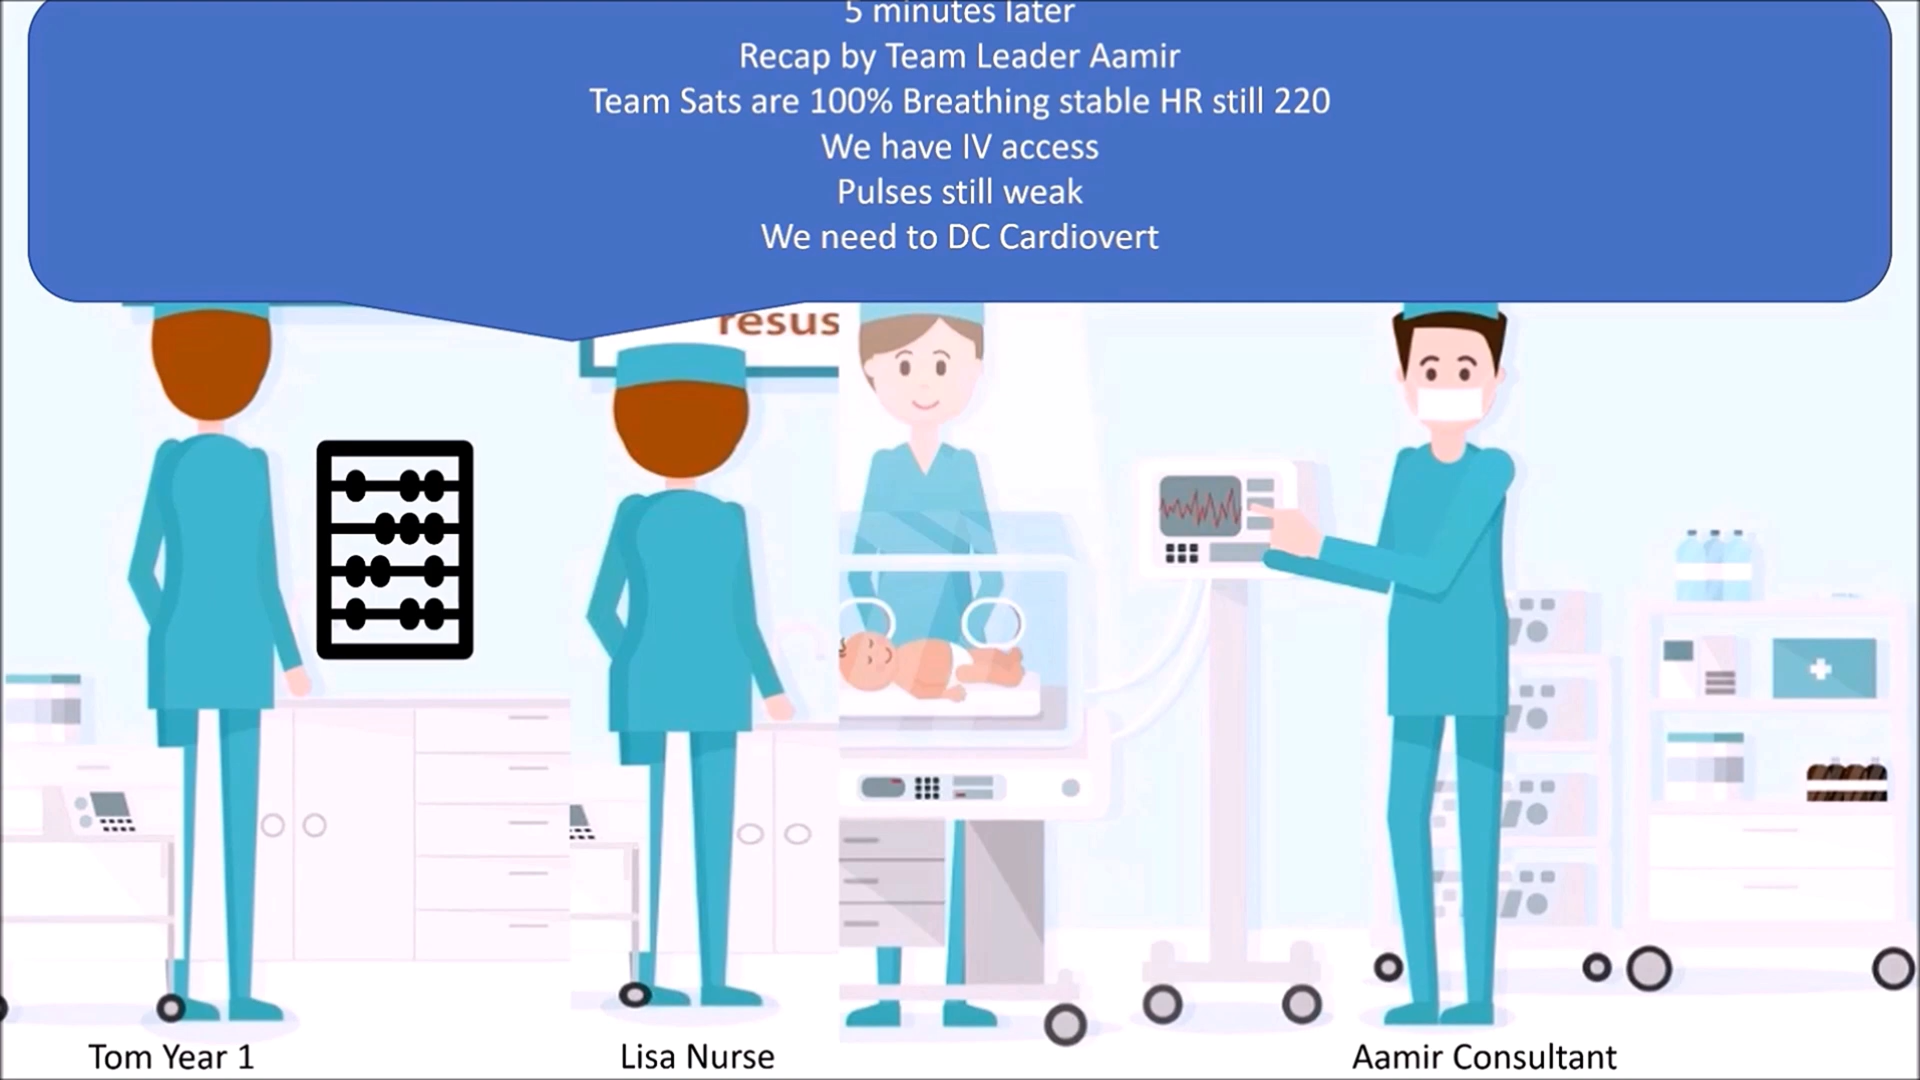 5 minutes later
Recap by Team Leader Aamir
Team Sats are 100% Breathing stable HR still 220
We have IV access
Pulses still weak
We need to DC Cardiovert
resus
Tom Year 1
Lisa Nurse
Aamir Consultant